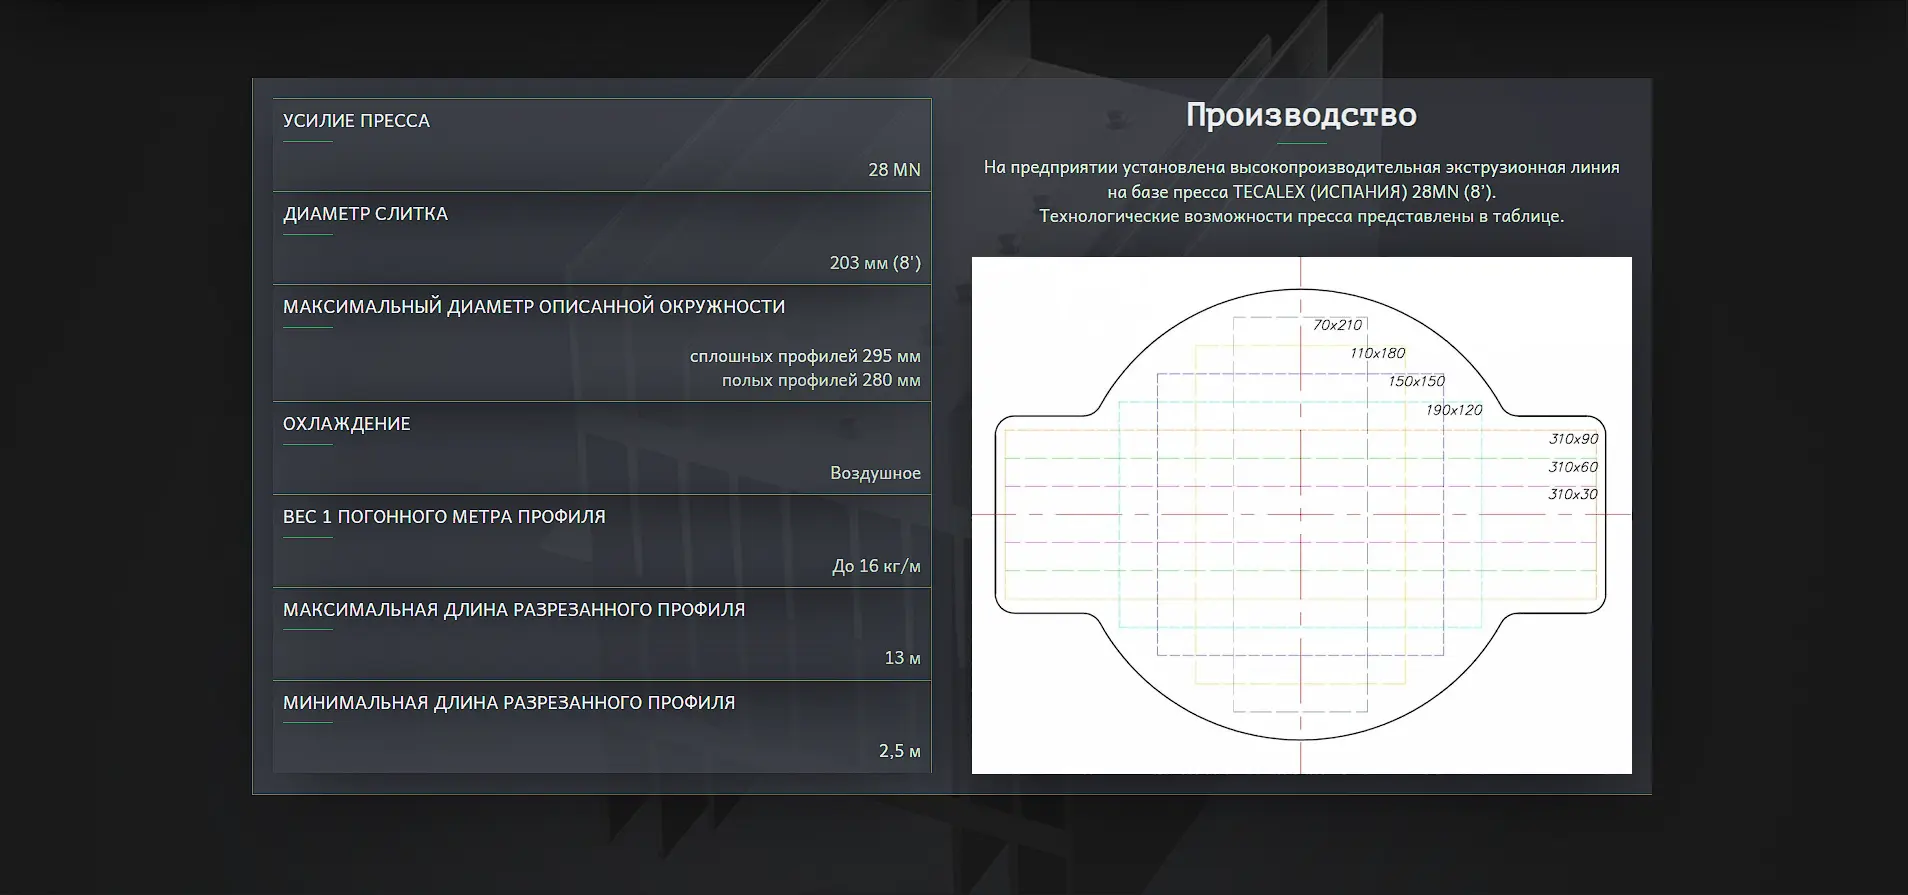 УСИЛИЕ ПРЕССА
28 MN
ДИАМЕТР СЛИТКА
203 мм (8')
МАКСИМАЛЬНЫЙ ДИАМЕТР ОПИСАННОЙ ОКРУЖНОСТИ
сплошных профилей 295 мм
полых профилей 280 мм
ОХЛАЖДЕНИЕ
Воздушное
ВЕС 1 ПОГОННОГО МЕТРА ПРОФИЛЯ
До 16 кг/м
МАКСИМАЛЬНАЯ ДЛИНА РАЗРЕЗАННОГО ПРОФИЛЯ
13 м
МИНИМАЛЬНАЯ ДЛИНА РАЗРЕЗАННОГО ПРОФИЛЯ
2,5 м
Производство
На предприятии установлена высокопроизводительная экструзионная линия
на базе пресса TECALEX (ИСПАНИЯ) 28MN (8’).
Технологические возможности пресса представлены в таблице.
70x210
110x180
150x150
190x120
310x90
310x60
310x30